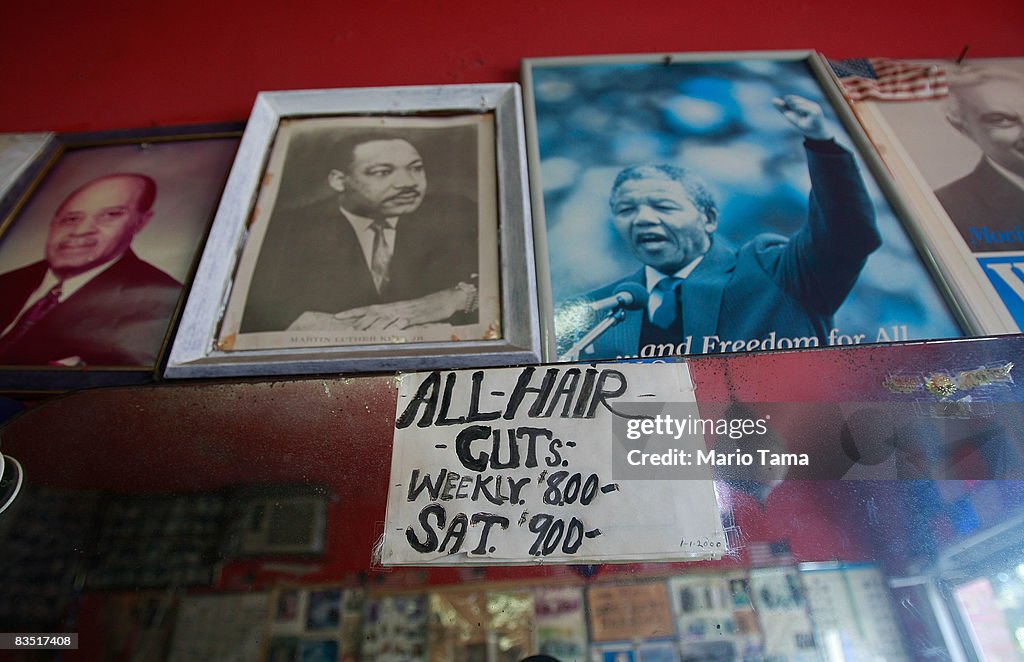 MARTIN LUTHER KING, JR.
...and Freedom for All
ALL-HAIR-
-CUTs.-
WEEKLY. $8.00-
SAT. $9.00-
1-1-2000
gettyimages®
Credit: Mario Tama
83517408